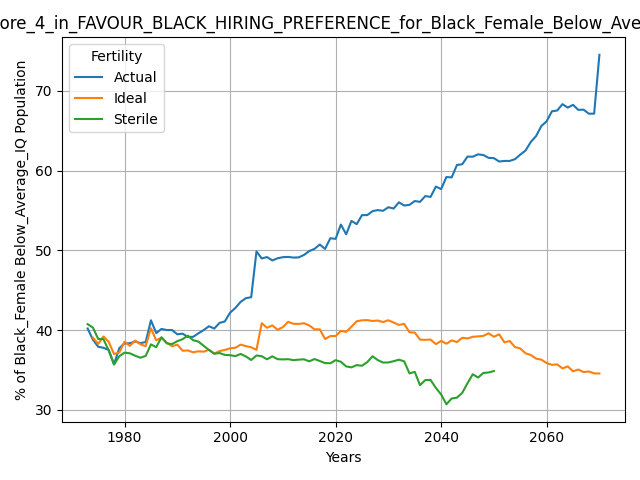 ore_4_in_FAVOUR_BLACK_HIRING_PREFERENCE_for_Black_Female_Below_Ave
Fertility
Actual
Ideal
Sterile
% of Black_Female Below_Average_IQ Population
70
60
50
40
30
1980
2000
2020
2040
2060
Years